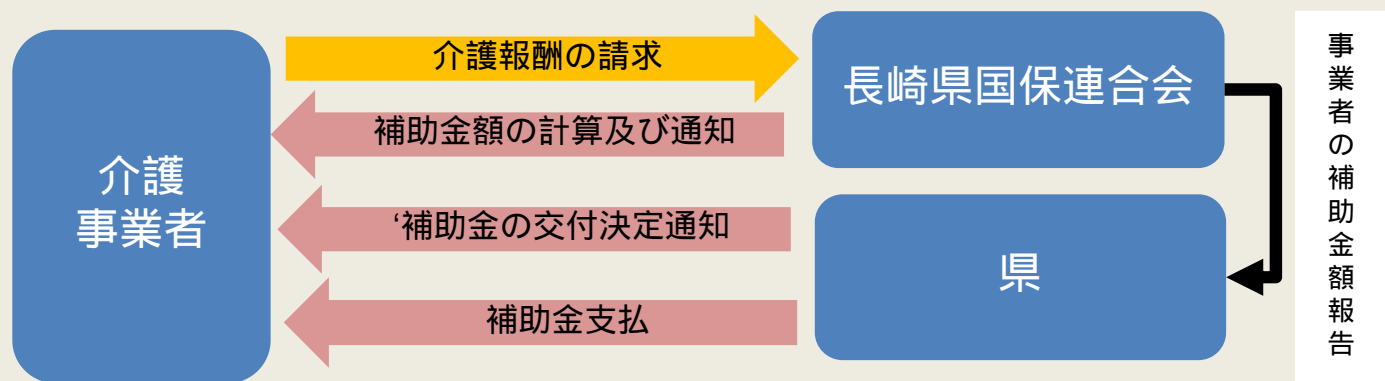 介護
事業者
介護報酬の請求
補助金額の計算及び通知
‘補助金の交付決定通知
補助金支払
長崎県国保連合会
県
事業者の補助金額報告